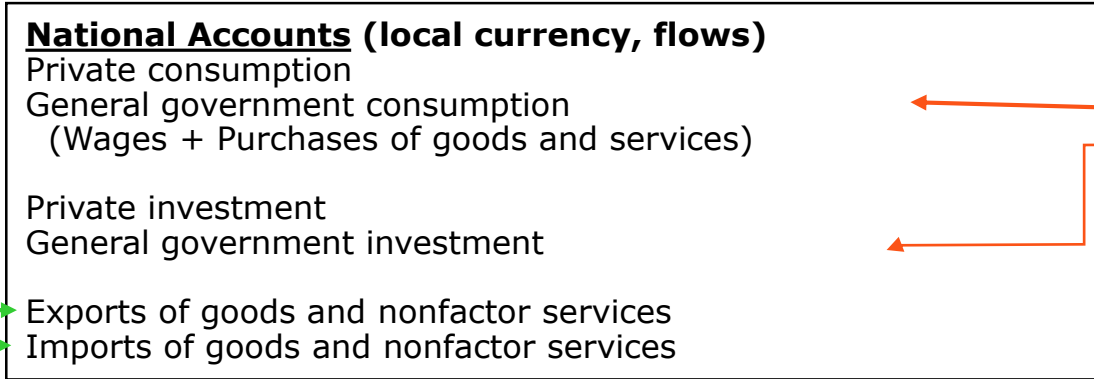 National Accounts (local currency, flows)
Private consumption
General government consumption
(Wages + Purchases of goods and services)
Private investment
General government investment
Exports of goods and nonfactor services
Imports of goods and nonfactor services